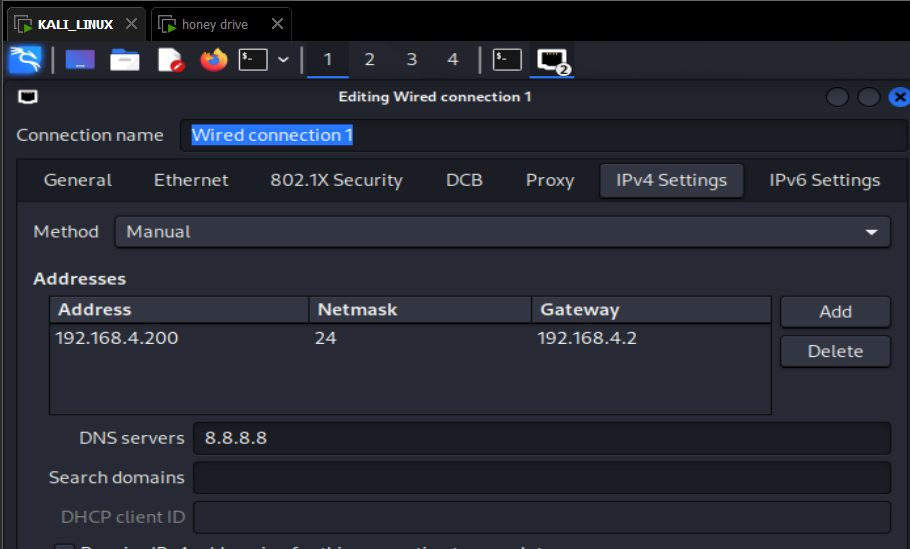 KALI_LINUX honey drive
1 2 3 4 2
Editing Wired connection 1
Connection name Wired connection 1
General Ethernet 802.1X Security DCB Proxy IPv4 Settings IPv6 Settings
Method Manual
Addresses
Address Netmask Gateway Add
192.168.4.200 24 192.168.4.2
Delete
DNS servers 8.8.8.8
Search domains
DHCP client ID